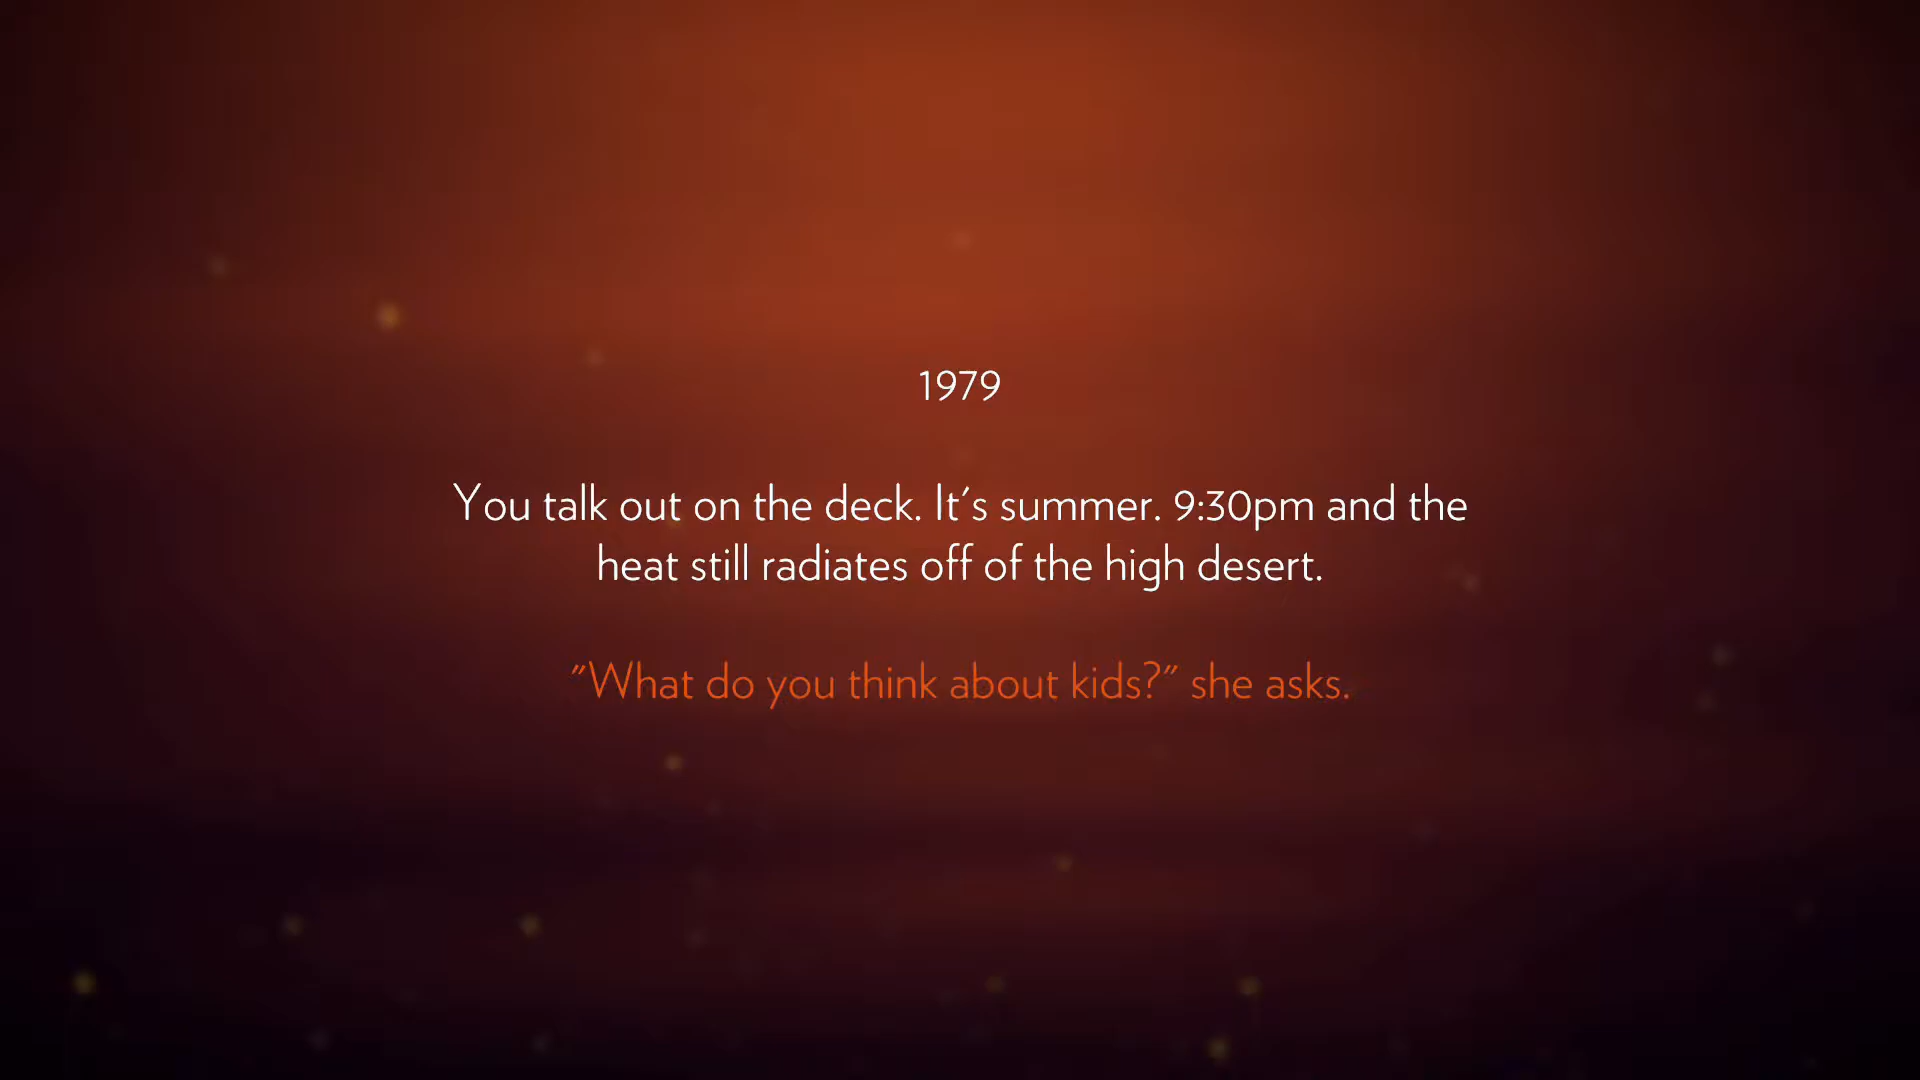 1979
You talk out on the deck. It's summer. 9:30pm and the
heat still radiates off of the high desert.
"What do you think about kids?" she asks.